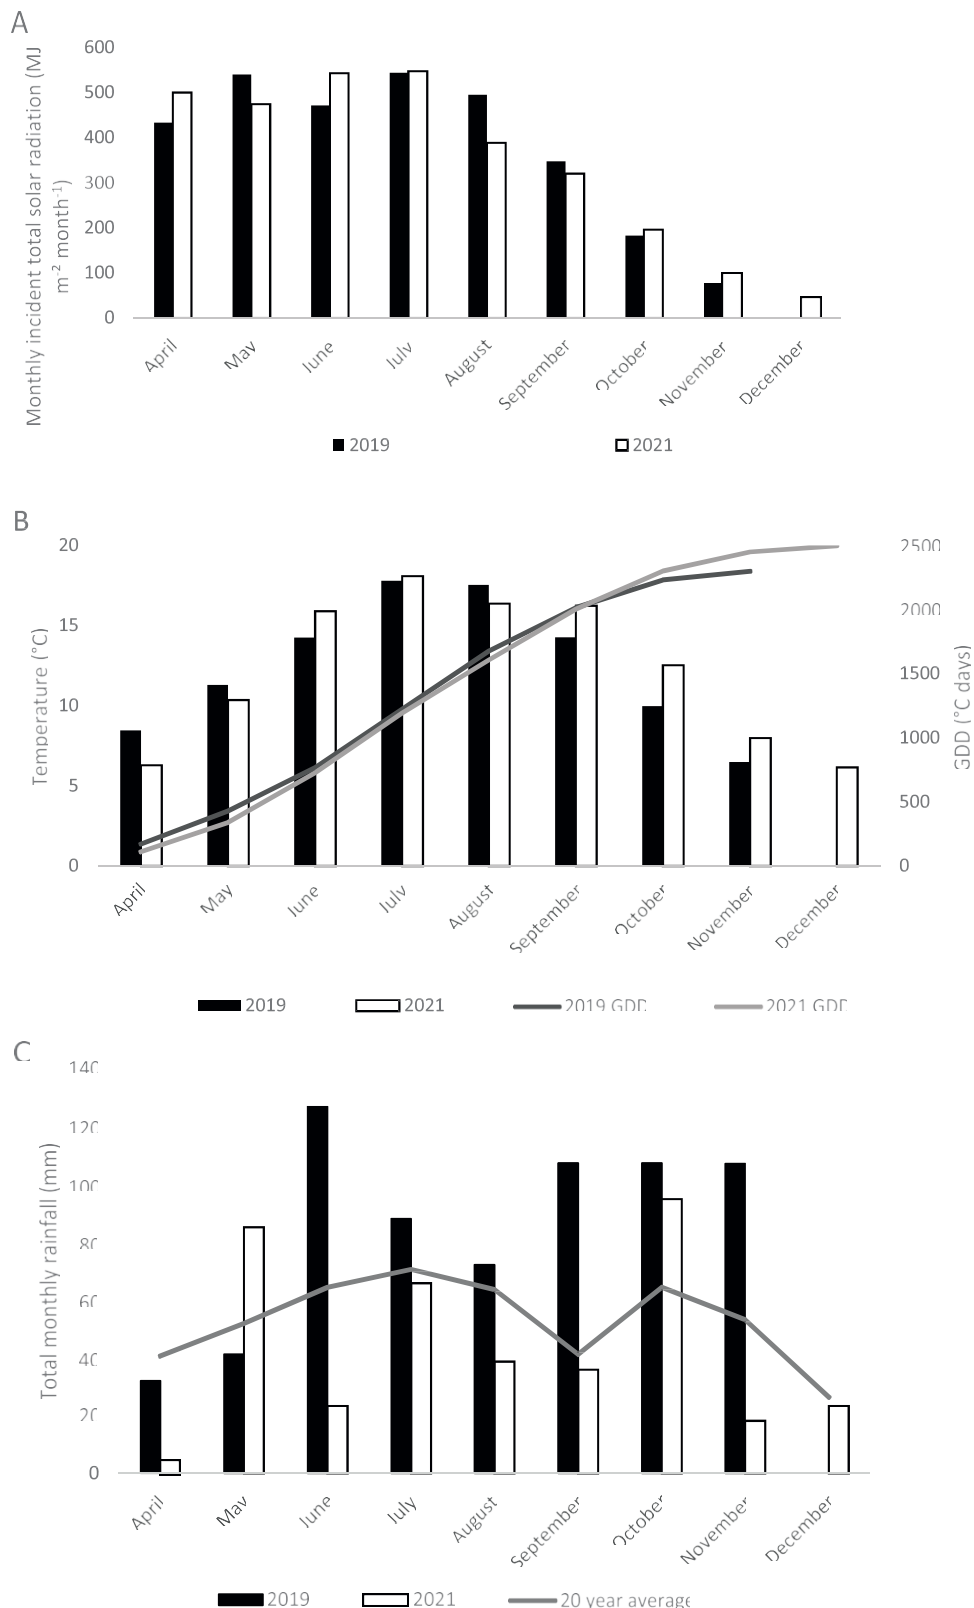 A
Monthly incident total solar radiation (MJ
m-2 month-1)
600
500
400
300
200
100
0
April
May
June
July
August
September
October
November
December
2019 2021
B
Temperature (°C)
20
15
10
5
0
GDD (°C days)
2500
2000
1500
1000
500
0
April
May
June
July
August
September
October
November
December
2019 2021 2019 GDD 2021 GDD
C
Total monthly rainfall (mm)
140
120
100
80
60
40
20
0
April
May
June
July
August
September
October
November
December
2019 2021 20 year average